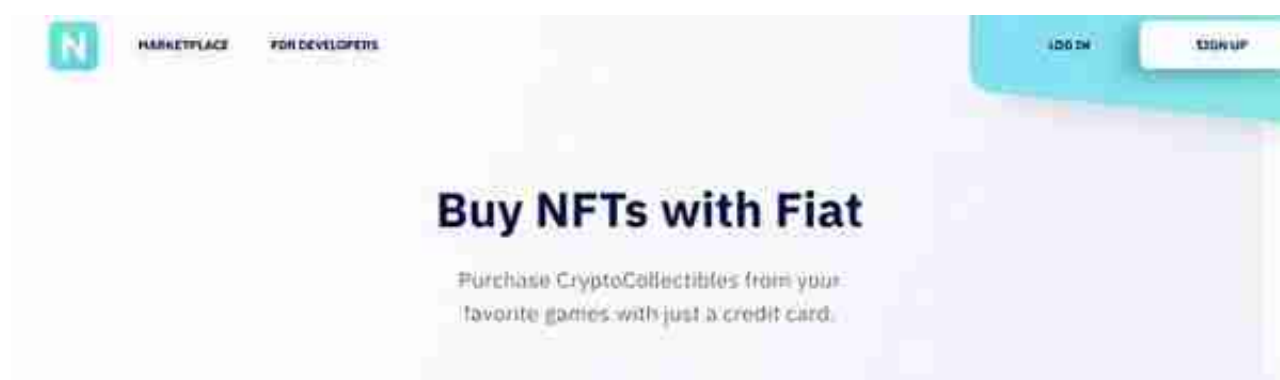 N
MARKETPLACE
FOR DEVELOPERS
LOG IN
SIGN UP
Buy NFTs with Fiat
Purchase CryptoCollectibles from your
favorite games with just a credit card.